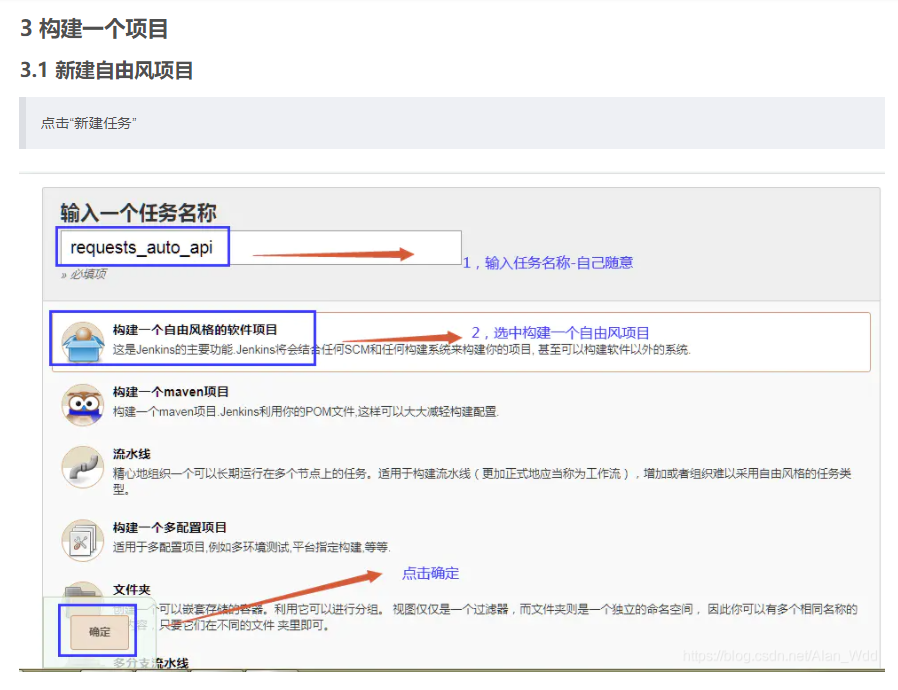 3 构建一个项目
3.1 新建自由风项目
点击“新建任务”
输入一个任务名称
requests_auto_api
1，输入任务名称-自己随意
» 必填项
构建一个自由风格的软件项目
2，选中构建一个自由风项目
这是Jenkins的主要功能.Jenkins将会结合任何SCM和任何构建系统来构建你的项目, 甚至可以构建软件以外的系统.
构建一个maven项目
构建一个maven项目.Jenkins利用你的POM文件,这样可以大大减轻构建配置.
流水线
精心地组织一个可以长期运行在多个节点上的任务。适用于构建流水线（更加正式地应当称为工作流），增加或者组织难以采用自由风格的任务类
型。
构建一个多配置项目
适用于多配置项目,例如多环境测试,平台指定构建,等等.
点击确定
文件夹
创建一个可以嵌套存储的容器。利用它可以进行分组。 视图仅仅是一个过滤器，而文件夹则是一个独立的命名空间， 因此你可以有多个相同名称的
内容，只要它们在不同的文件 夹里即可。
确定
多分支流水线
https://blog.csdn.net/Alan_Wdd